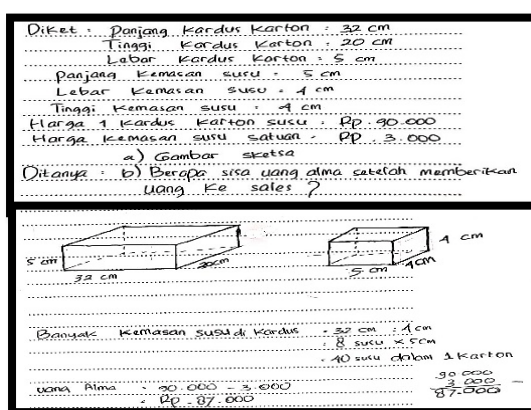 Diket : Panjang kardus karton : 32 cm
Tinggi kardus karton : 20 cm
Lebar kardus karton : 5 cm
Panjang kemasan susu : 5 cm
Lebar kemasan susu : 4 cm
Tinggi kemasan susu : 4 cm
Harga 1 kardus karton susu : Rp. 90.000
Harga kemasan susu satuan : Rp. 3.000
a) Gambar sketsa
Ditanya : b) Berapa sisa uang alma setelah memberikan
uang ke sales ?
5 cm
32 cm
20cm
4 cm
5 cm
4cm
Banyak kemasan susu di kardus = 32 cm : 4 cm
: 8 susu x 5 cm
: 40 susu dalam 1 karton
uang Alma : 90.000 - 3.000
: Rp. 87.000
90 000
3.000 -
87.000